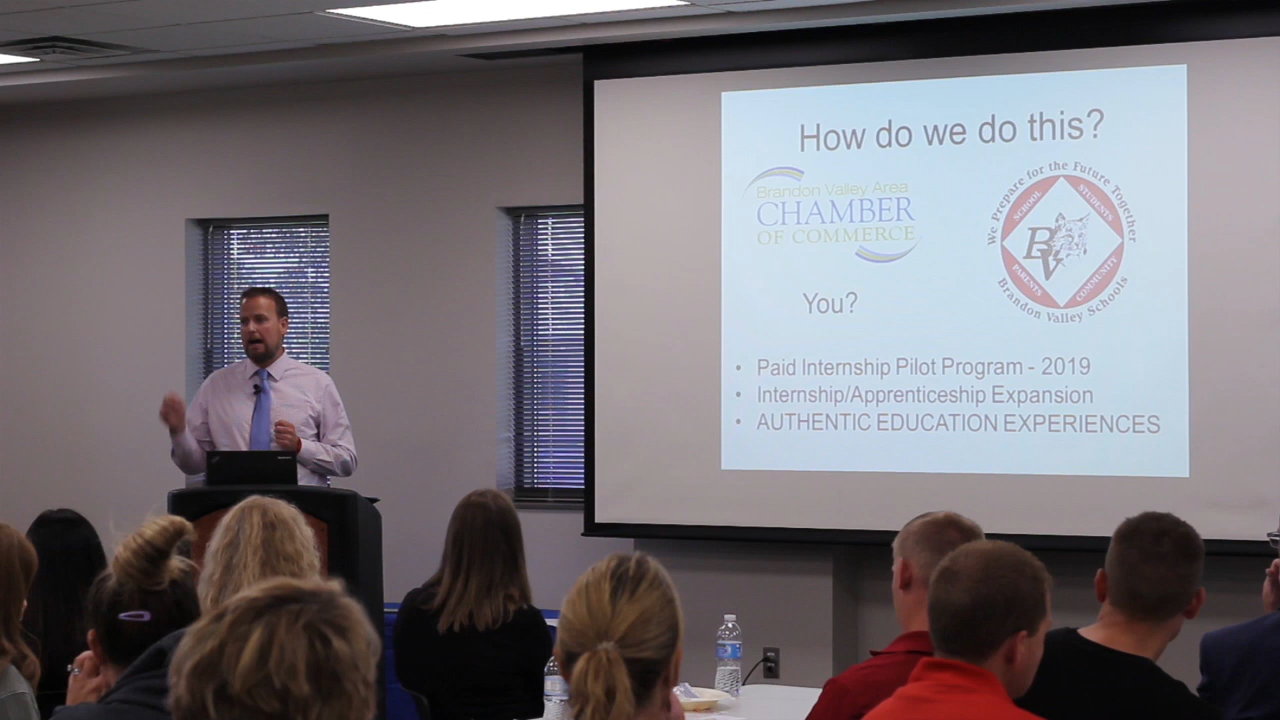 How do we do this?
Brandon Valley Area
CHAMBER
OF COMMERCE
We Prepare for the Future Together
SCHOOL
STUDENTS
BV
PARENTS
COMMUNITY
Brandon Valley Schools
You?
• Paid Internship Pilot Program - 2019
• Internship/Apprenticeship Expansion
• AUTHENTIC EDUCATION EXPERIENCES